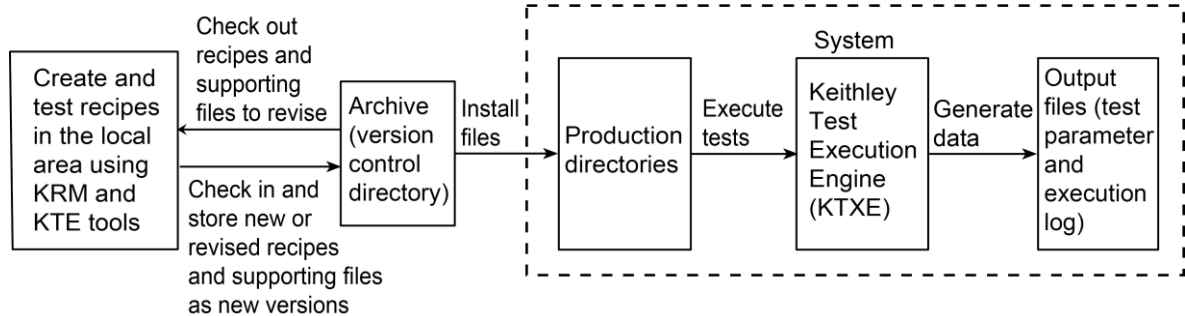 Create and
test recipes
in the local
area using
KRM and
KTE tools
Check out
recipes and
supporting
files to revise
Check in and
store new or
revised recipes
and supporting files
as new versions
Archive
(version
control
directory)
Install
files
System
Production
directories
Execute
tests
Keithley
Test
Execution
Engine
(KTXE)
Generate
data
Output
files (test
parameter
and
execution
log)